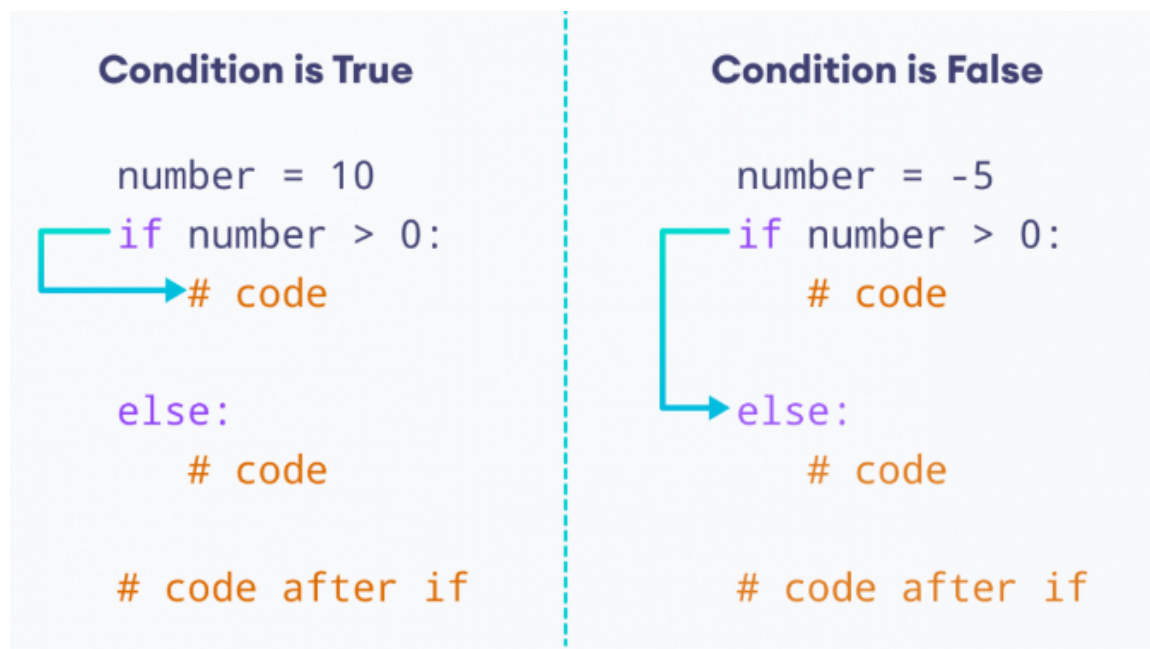 Condition is True
number = 10
if number > 0:
# code
else:
# code
# code after if
Condition is False
number = -5
if number > 0:
# code
else:
# code
# code after if